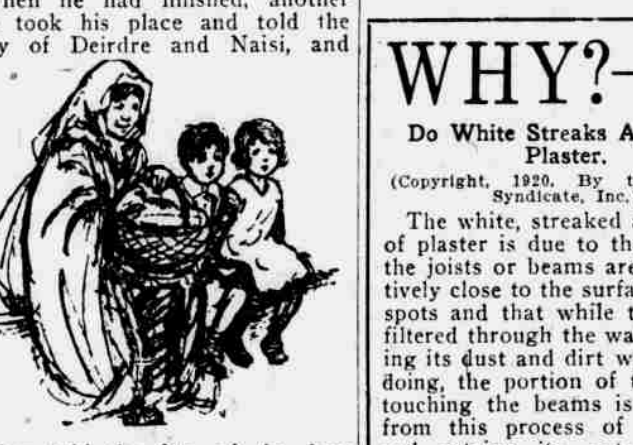 took his place and told the
of Deirdre and Naisi, and
WHY?
Do White Streaks
Plaster.
(Copyright, 1920. By
Syndicate, Inc.
The white, streaked
of plaster is due to
the joists or beams are
tively close to the surfa
spots and that while
filtered through the wa
ing its dust and dirt
doing, the portion of
touching the beams is
from this process of